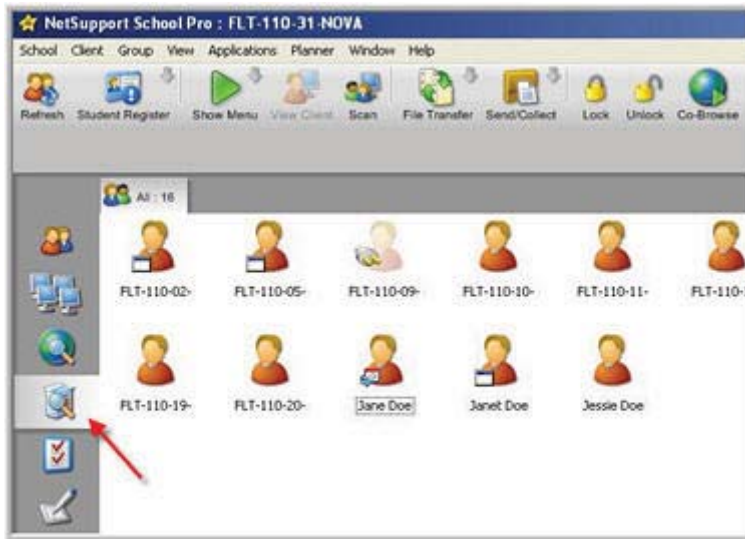 NetSupport School Pro : FLT-110-31-NOVA
School Client Group View Applications Planner Window Help
Refresh Student Register Show Menu View Client Scan File Transfer Send/Collect Lock Unlock Co-Browse
All : 16
FLT-110-02- FLT-110-05- FLT-110-09- FLT-110-10- FLT-110-11- FLT-110-
FLT-110-19- FLT-110-20- Jane Doe Janet Doe Jessie Doe